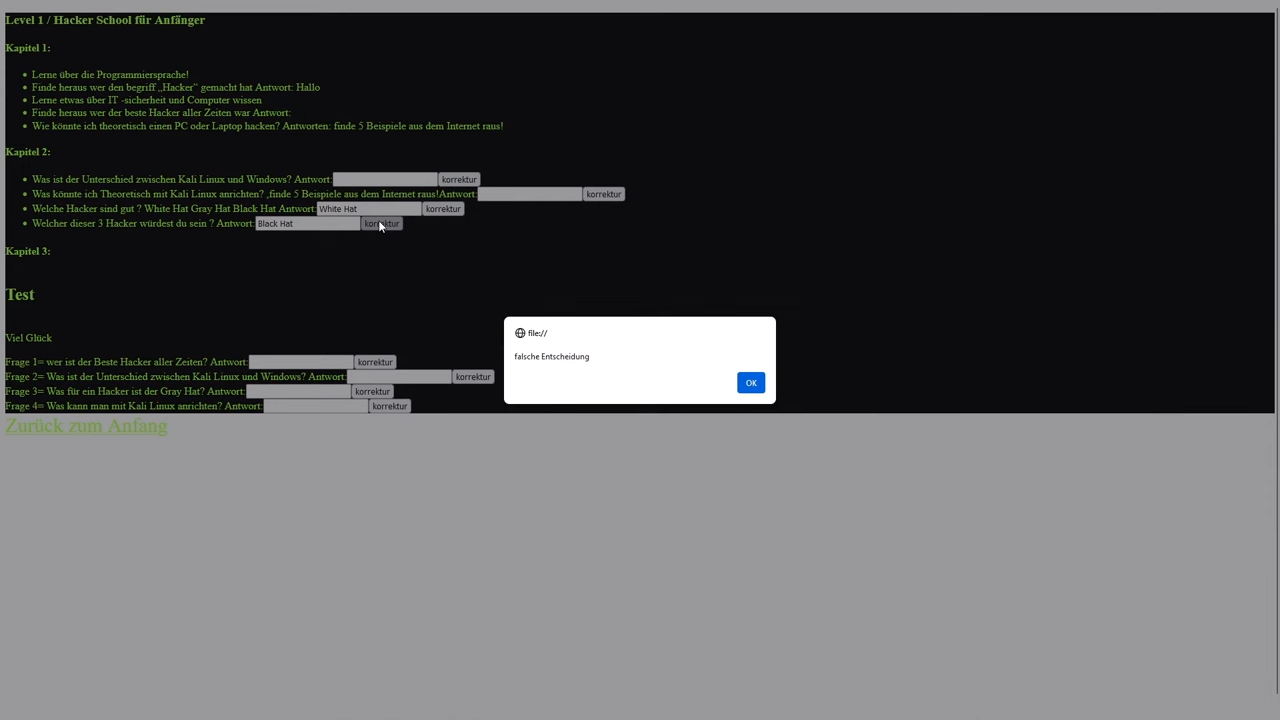 Level 1 / Hacker School für Anfänger
Kapitel 1:
Lerne über die Programmiersprache!
Finde heraus wer den begriff „Hacker“ gemacht hat Antwort: Hallo
Lerne etwas über IT -sicherheit und Computer wissen
Finde heraus wer der beste Hacker aller Zeiten war Antwort:
Wie könnte ich theoretisch einen PC oder Laptop hacken? Antworten: finde 5 Beispiele aus dem Internet raus!
Kapitel 2:
Was ist der Unterschied zwischen Kali Linux und Windows? Antwort: korrektur
Was könnte ich Theoretisch mit Kali Linux anrichten? ,finde 5 Beispiele aus dem Internet raus!Antwort: korrektur
Welche Hacker sind gut ? White Hat Gray Hat Black Hat Antwort: White Hat korrektur
Welcher dieser 3 Hacker würdest du sein ? Antwort: Black Hat korrektur
Kapitel 3:
Test
Viel Glück
file://
falsche Entscheidung
OK
Frage 1= wer ist der Beste Hacker aller Zeiten? Antwort: korrektur
Frage 2= Was ist der Unterschied zwischen Kali Linux und Windows? Antwort: korrektur
Frage 3= Was für ein Hacker ist der Gray Hat? Antwort: korrektur
Frage 4= Was kann man mit Kali Linux anrichten? Antwort: korrektur
Zurück zum Anfang